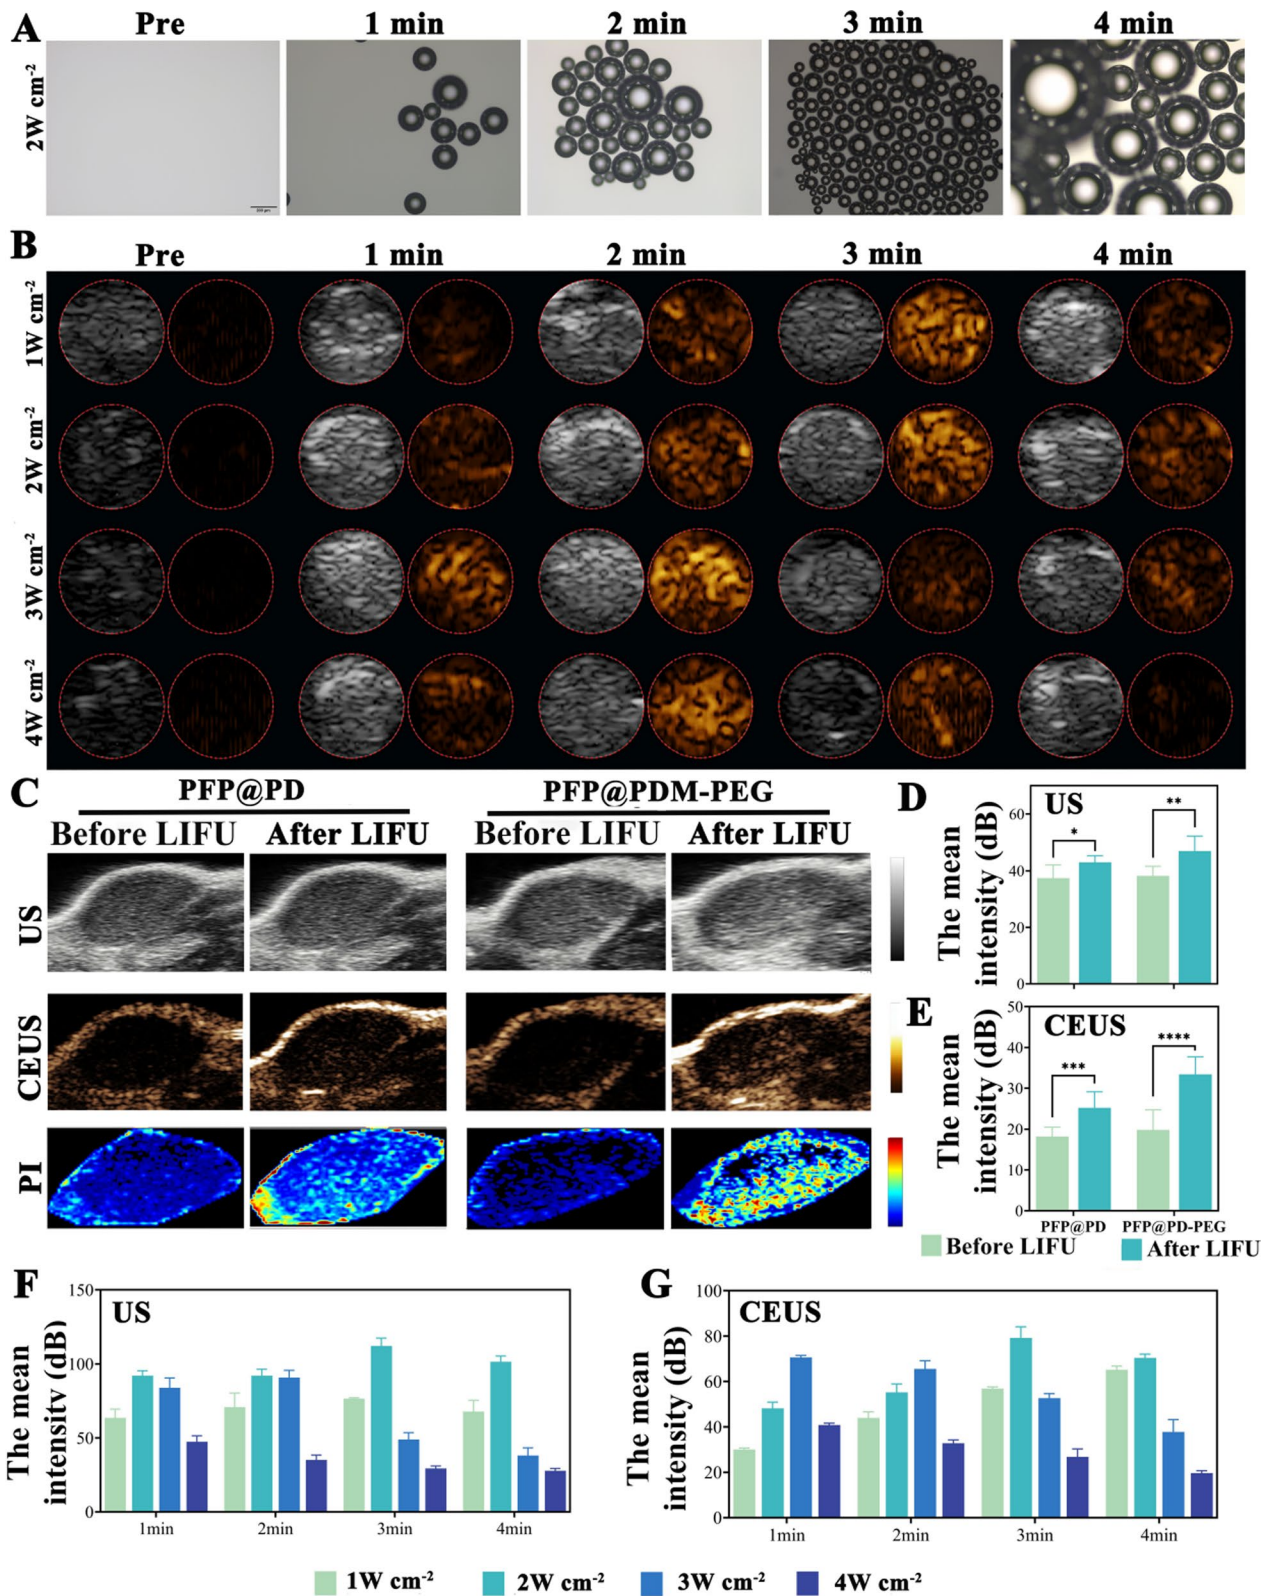 A
Pre
1 min
2 min
3 min
4 min
2W cm-2
B
Pre
1 min
2 min
3 min
4 min
1W cm-2
2W cm-2
3W cm-2
4W cm-2
C
PFP@PD
PFP@PDM-PEG
Before LIFU
After LIFU
Before LIFU
After LIFU
US
CEUS
PI
D
US
The mean
intensity (dB)
60
40
20
0
*
**
E
CEUS
The mean
intensity (dB)
50
40
30
20
10
0
***
****
PFP@PD
PFP@PD-PEG
Before LIFU
After LIFU
F
US
The mean
intensity (dB)
150
100
50
0
1min
2min
3min
4min
G
CEUS
The mean
intensity (dB)
100
80
60
40
20
0
1min
2min
3min
4min
1W cm-2
2W cm-2
3W cm-2
4W cm-2